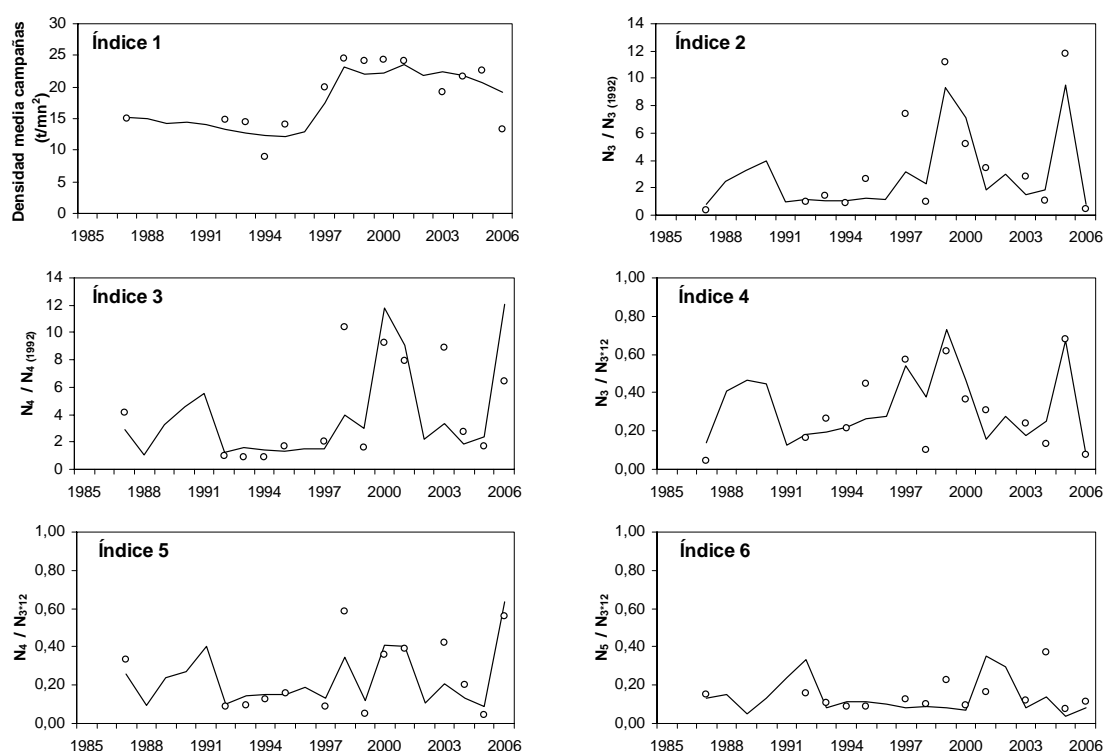 Índice 1
Densidad media campañas
(t/mn²)
30
25
20
15
10
5
0
1985 1988 1991 1994 1997 2000 2003 2006
Índice 2
N₃ / N₃ (1992)
14
12
10
8
6
4
2
0
1985 1988 1991 1994 1997 2000 2003 2006
Índice 3
N₄ / N₄ (1992)
14
12
10
8
6
4
2
0
1985 1988 1991 1994 1997 2000 2003 2006
Índice 4
N₃ / N₃*₁₂
1,00
0,80
0,60
0,40
0,20
0,00
1985 1988 1991 1994 1997 2000 2003 2006
Índice 5
N₄ / N₃*₁₂
1,00
0,80
0,60
0,40
0,20
0,00
1985 1988 1991 1994 1997 2000 2003 2006
Índice 6
N₅ / N₃*₁₂
1,00
0,80
0,60
0,40
0,20
0,00
1985 1988 1991 1994 1997 2000 2003 2006